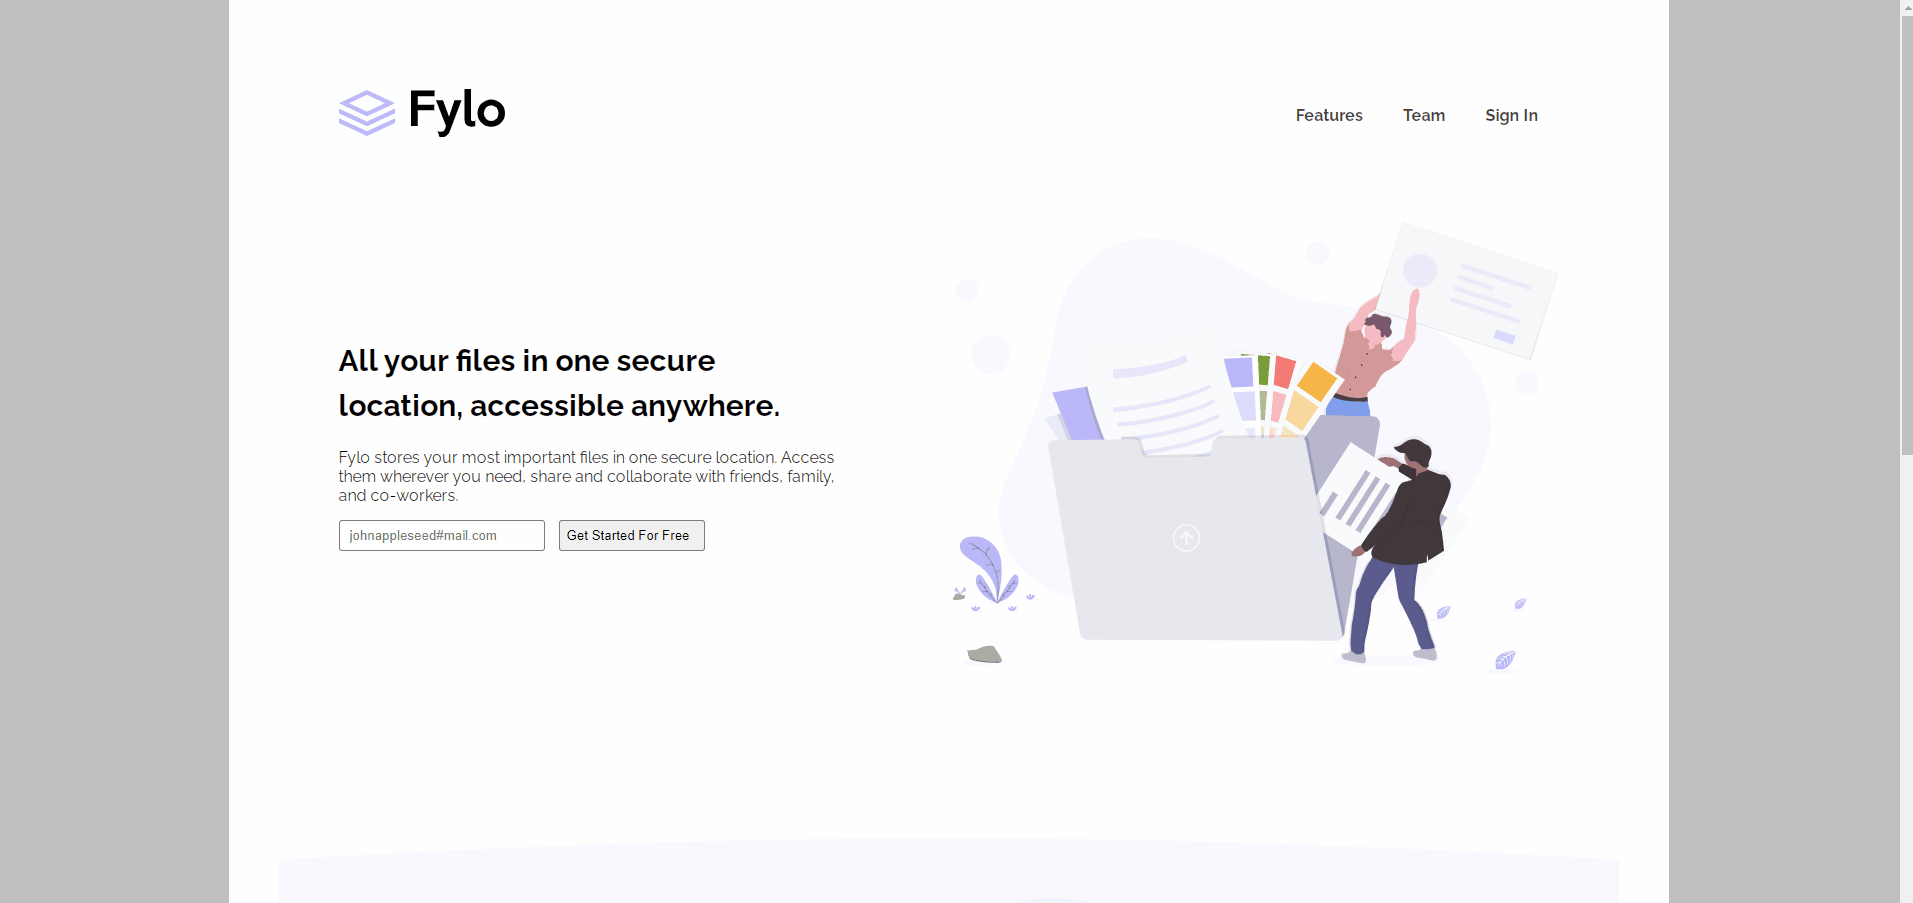 Fylo
Features Team Sign In
All your files in one secure
location, accessible anywhere.
Fylo stores your most important files in one secure location. Access
them wherever you need, share and collaborate with friends, family,
and co-workers.
johnappleseed#mail.com Get Started For Free